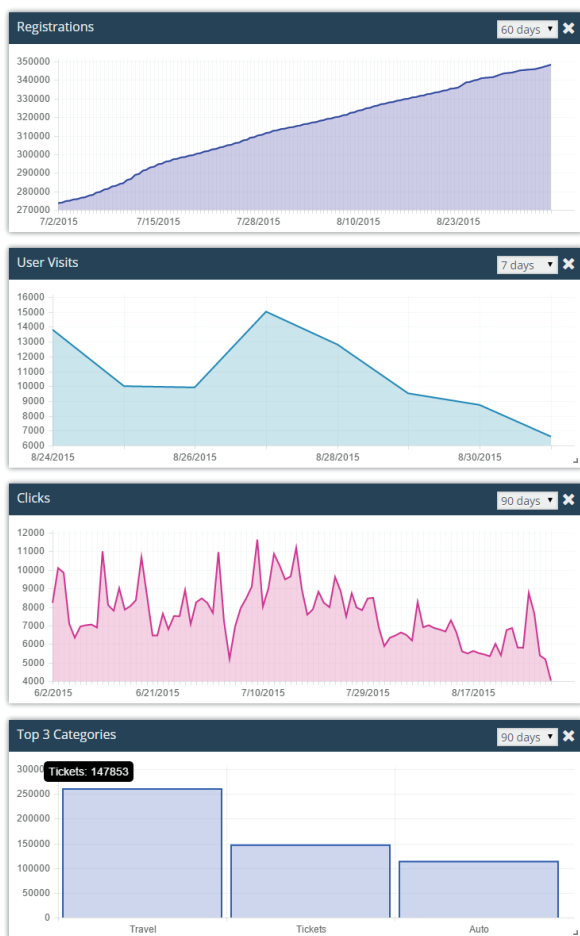 Registrations
60 days
350000
340000
330000
320000
310000
300000
290000
280000
270000
7/2/2015 7/15/2015 7/28/2015 8/10/2015 8/23/2015
User Visits
7 days
16000
15000
14000
13000
12000
11000
10000
9000
8000
7000
6000
8/24/2015 8/26/2015 8/28/2015 8/30/2015
Clicks
90 days
12000
11000
10000
9000
8000
7000
6000
5000
4000
6/2/2015 6/21/2015 7/10/2015 7/29/2015 8/17/2015
Top 3 Categories
90 days
30000
Tickets: 147853
250000
200000
150000
100000
50000
0
Travel Tickets Auto